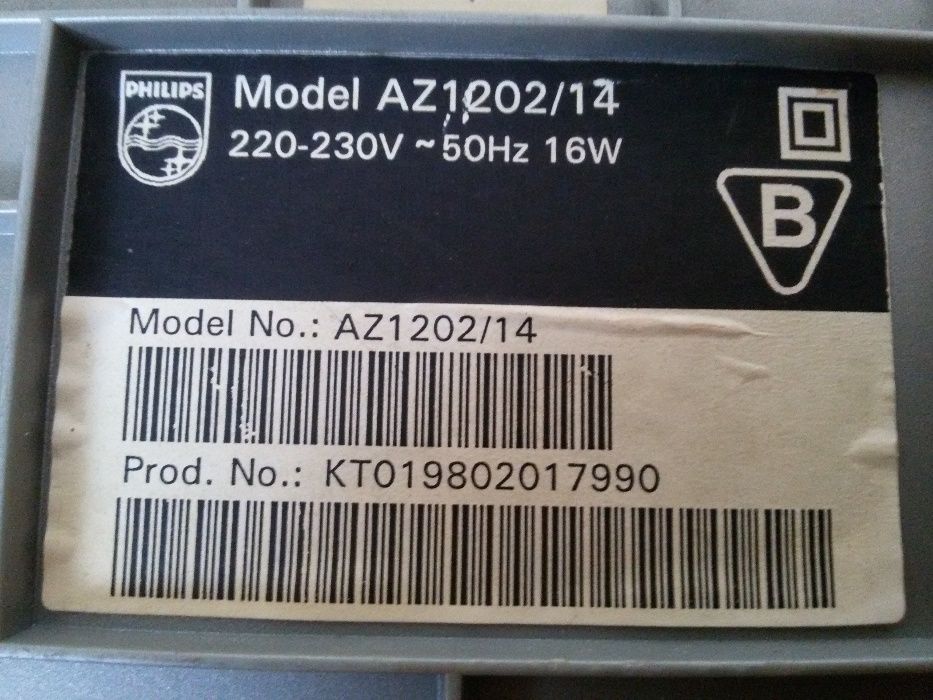 PHILIPS
Model AZ1202/14
220-230V ~50Hz 16W
B
Model No.: AZ1202/14
Prod. No.: KT019802017990